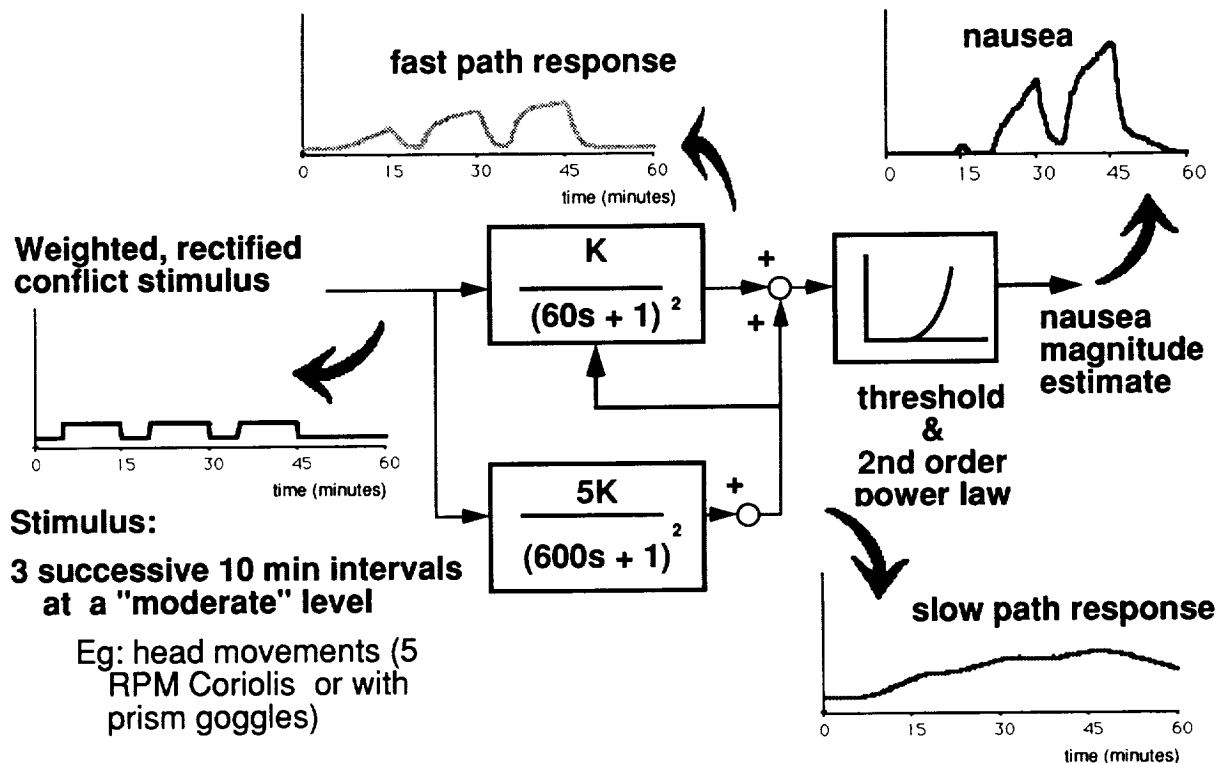 fast path response
0 15 30 45 60
time (minutes)
nausea
0 15 30 45 60
Weighted, rectified
conflict stimulus
0 15 30 45 60
time (minutes)
K
(60s + 1) 2
+
+
nausea
magnitude
estimate
threshold
&
2nd order
power law
5K
(600s + 1) 2
+
Stimulus:
3 successive 10 min intervals
at a "moderate" level
Eg: head movements (5
RPM Coriolis or with
prism goggles)
slow path response
0 15 30 45 60
time (minutes)